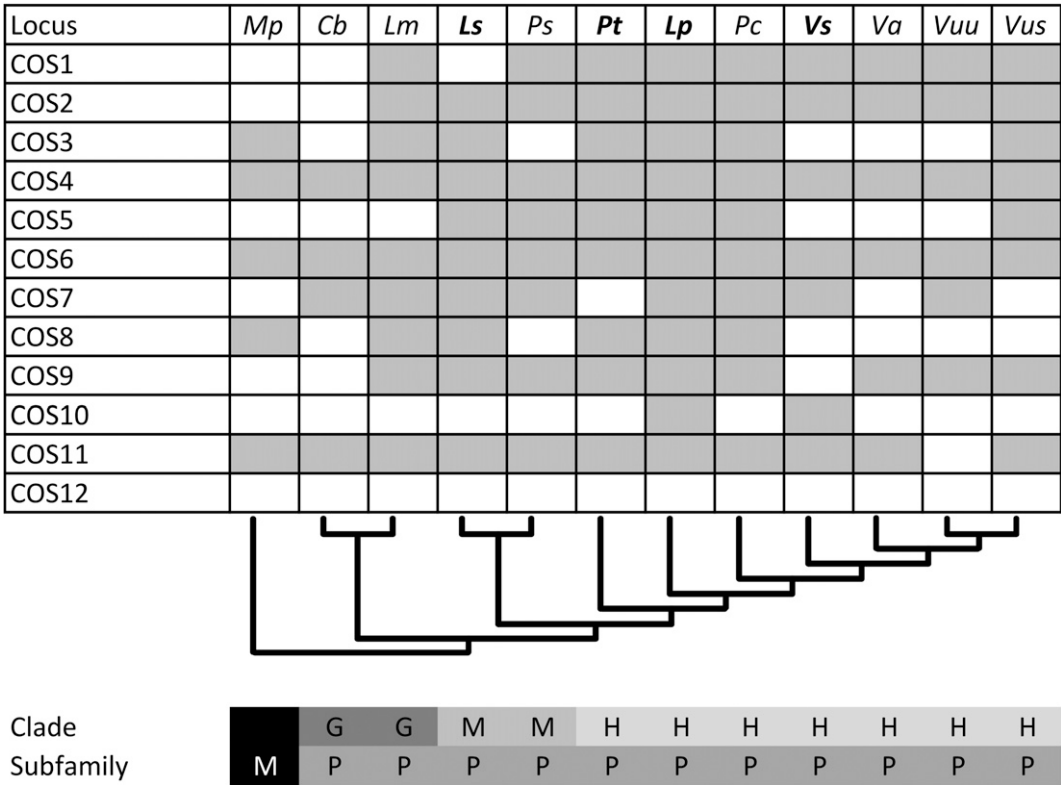 Locus Mp Cb Lm Ls Ps Pt Lp Pc Vs Va Vuu Vus
COS1
COS2
COS3
COS4
COS5
COS6
COS7
COS8
COS9
COS10
COS11
COS12
Clade G G M M H H H H H H H
Subfamily M P P P P P P P P P P P